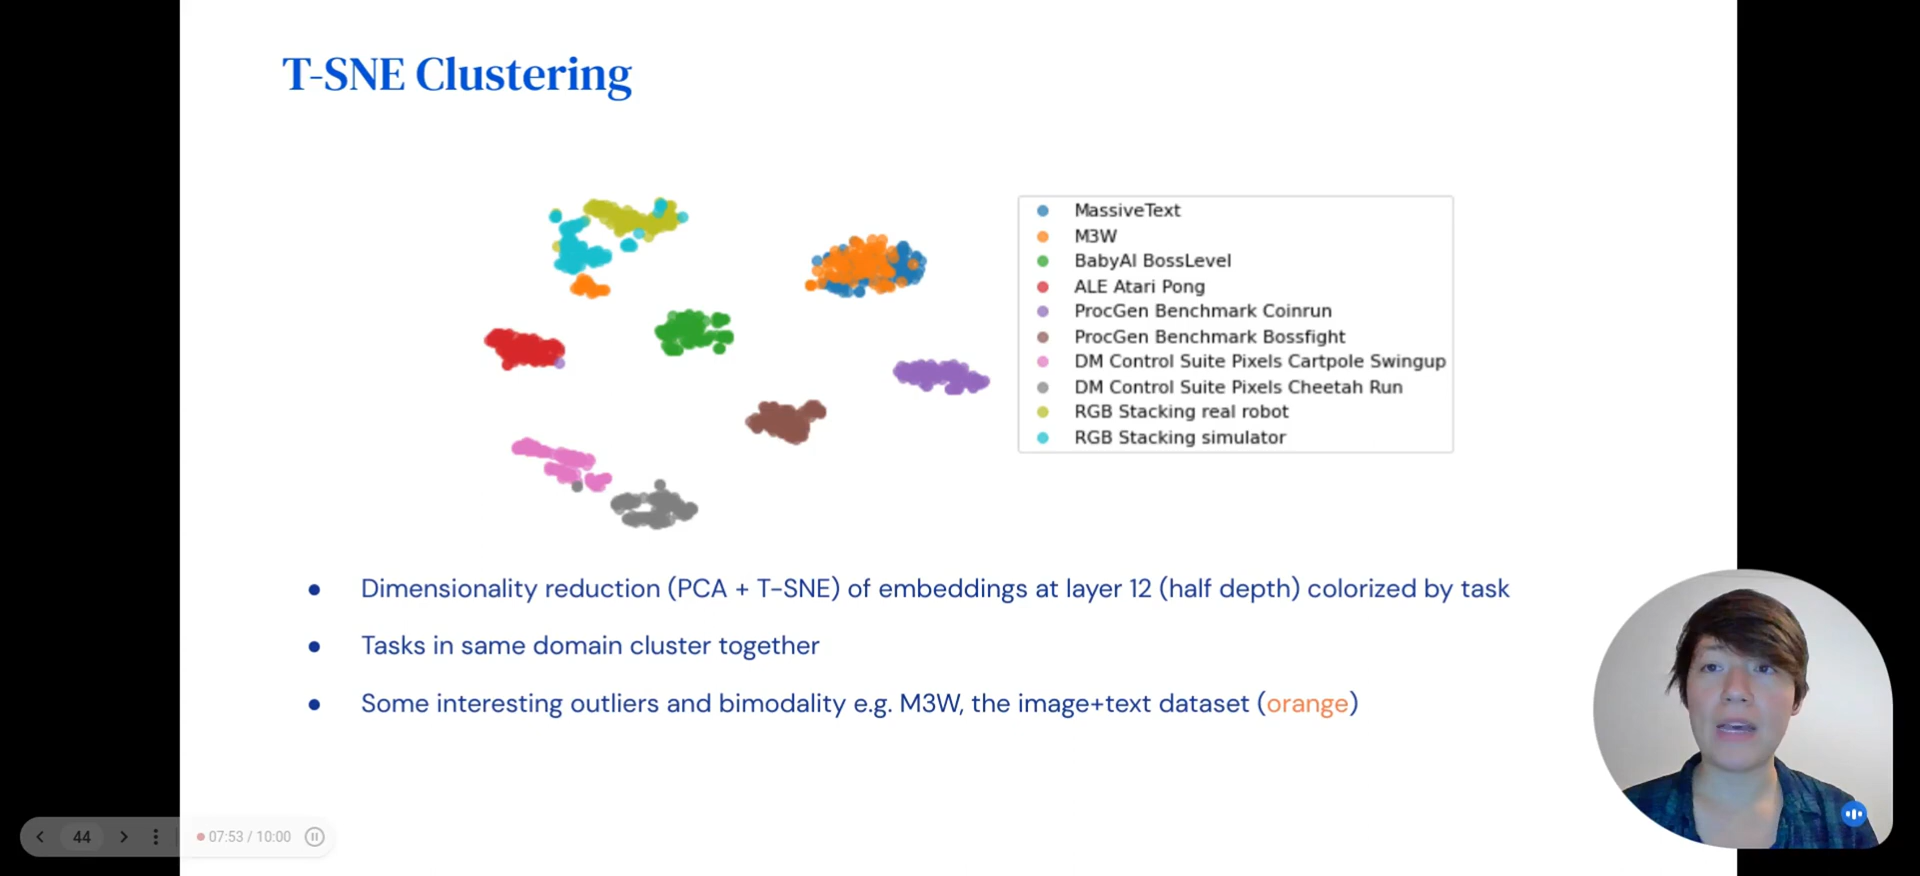 T-SNE Clustering
MassiveText
M3W
BabyAI BossLevel
ALE Atari Pong
ProcGen Benchmark Coinrun
ProcGen Benchmark Bossfight
DM Control Suite Pixels Cartpole Swingup
DM Control Suite Pixels Cheetah Run
RGB Stacking real robot
RGB Stacking simulator
● Dimensionality reduction (PCA + T-SNE) of embeddings at layer 12 (half depth) colorized by task
● Tasks in same domain cluster together
● Some interesting outliers and bimodality e.g. M3W, the image+text dataset (orange)
44
07:53 / 10:00